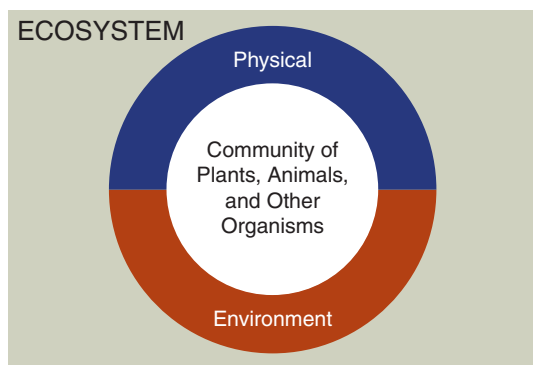 ECOSYSTEM
Physical
Community of
Plants, Animals,
and Other
Organisms
Environment